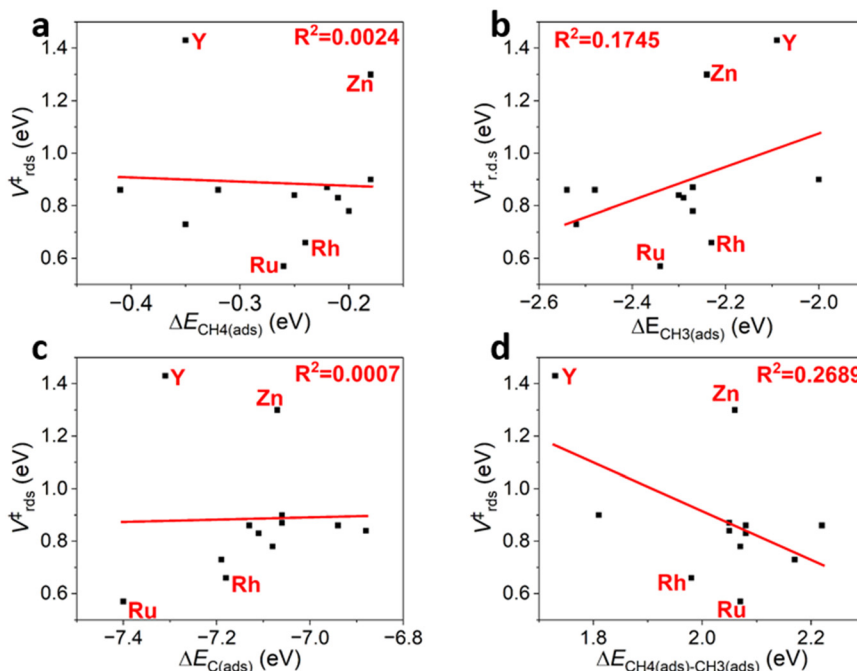 a
R²=0.0024
Y
Zn
Ru
Rh
1.4
1.2
1.0
0.8
0.6
V‡rds (eV)
−0.4
−0.3
−0.2
ΔE_CH4(ads) (eV)
b
R²=0.1745
Y
Zn
Ru
Rh
1.4
1.2
1.0
0.8
0.6
V‡r.d.s (eV)
−2.6
−2.4
−2.2
−2.0
ΔE_CH3(ads) (eV)
c
R²=0.0007
Y
Zn
Rh
Ru
1.4
1.2
1.0
0.8
0.6
V‡rds (eV)
−7.4
−7.2
−7.0
−6.8
ΔE_C(ads) (eV)
d
R²=0.2689
Y
Zn
Rh
Ru
1.4
1.2
1.0
0.8
0.6
V‡rds (eV)
1.8
2.0
2.2
ΔE_CH4(ads)-CH3(ads) (eV)